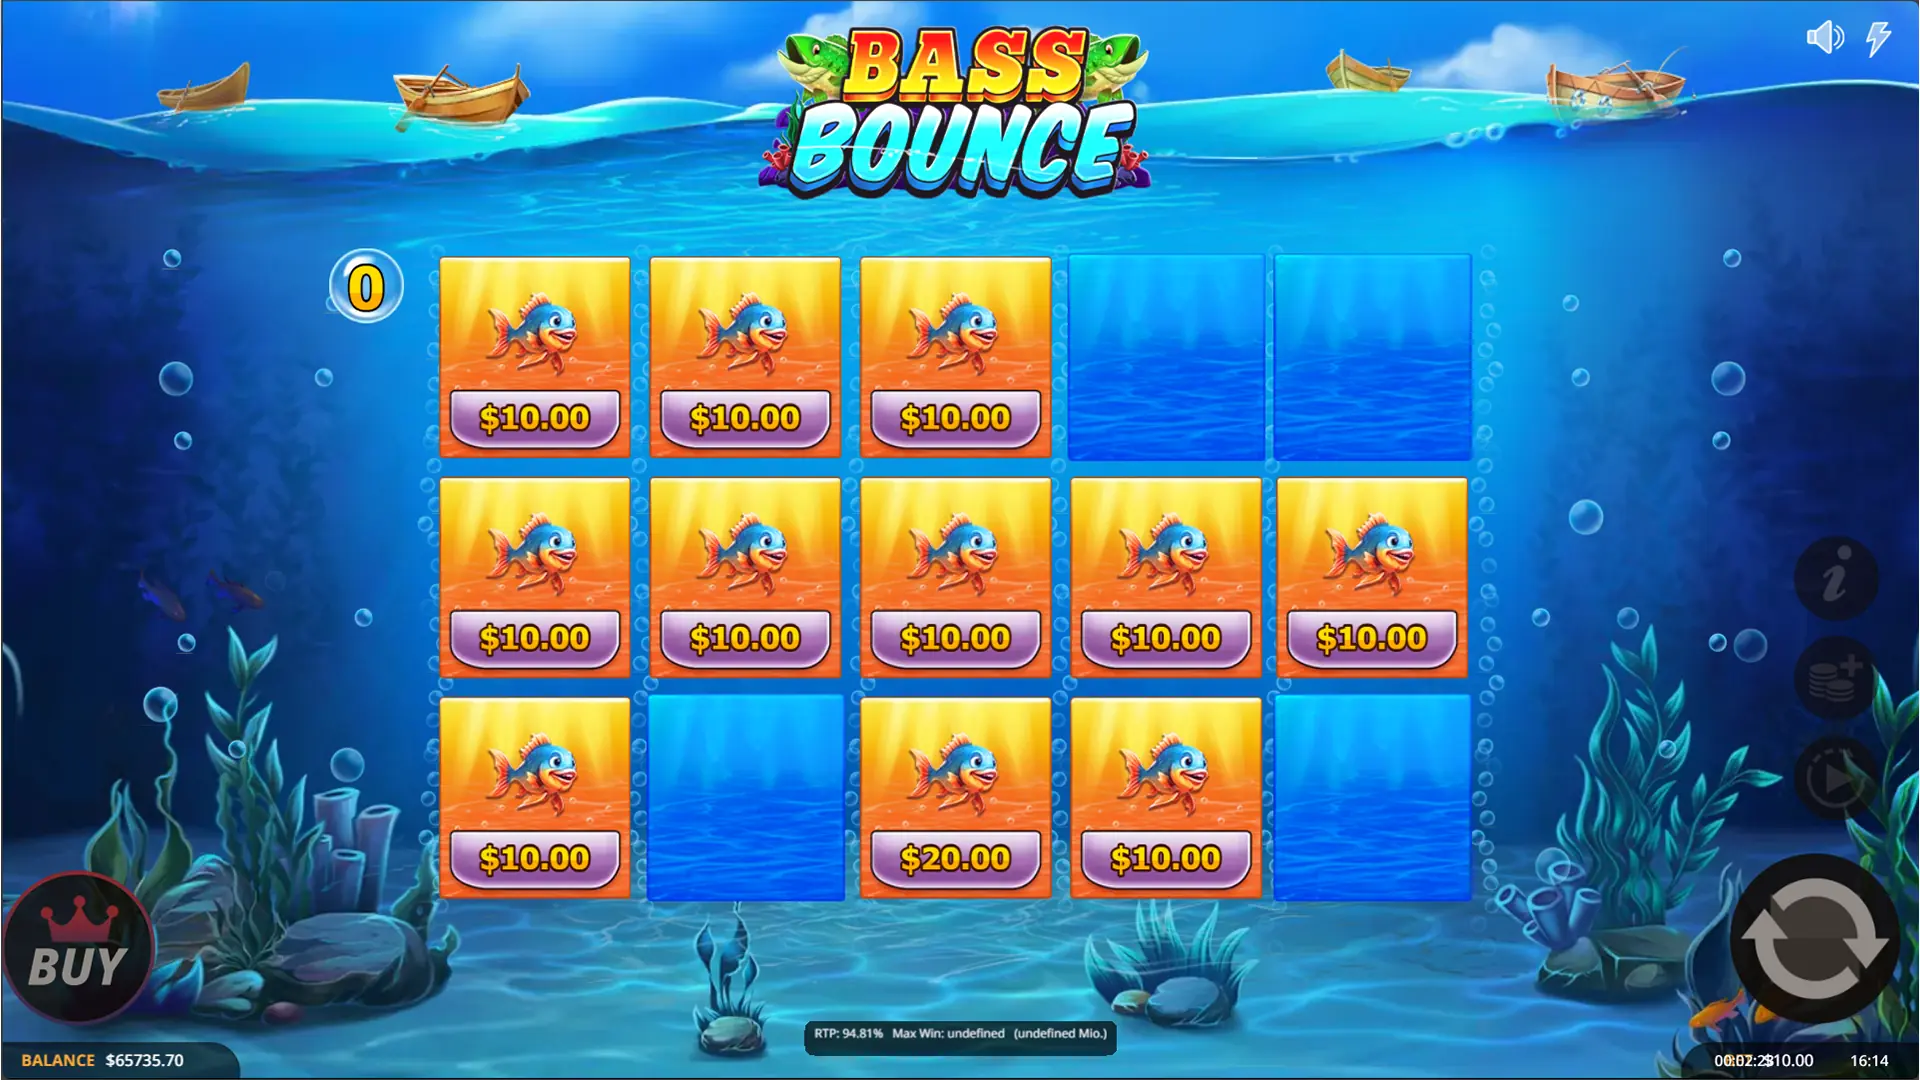 BASS
BOUNCE
0
$10.00 $10.00 $10.00
$10.00 $10.00 $10.00 $10.00 $10.00
$10.00 $20.00 $10.00
BUY
RTP: 94.81% Max Win: undefined (undefined Mio.)
BALANCE $65735.70
$10.00 16:14